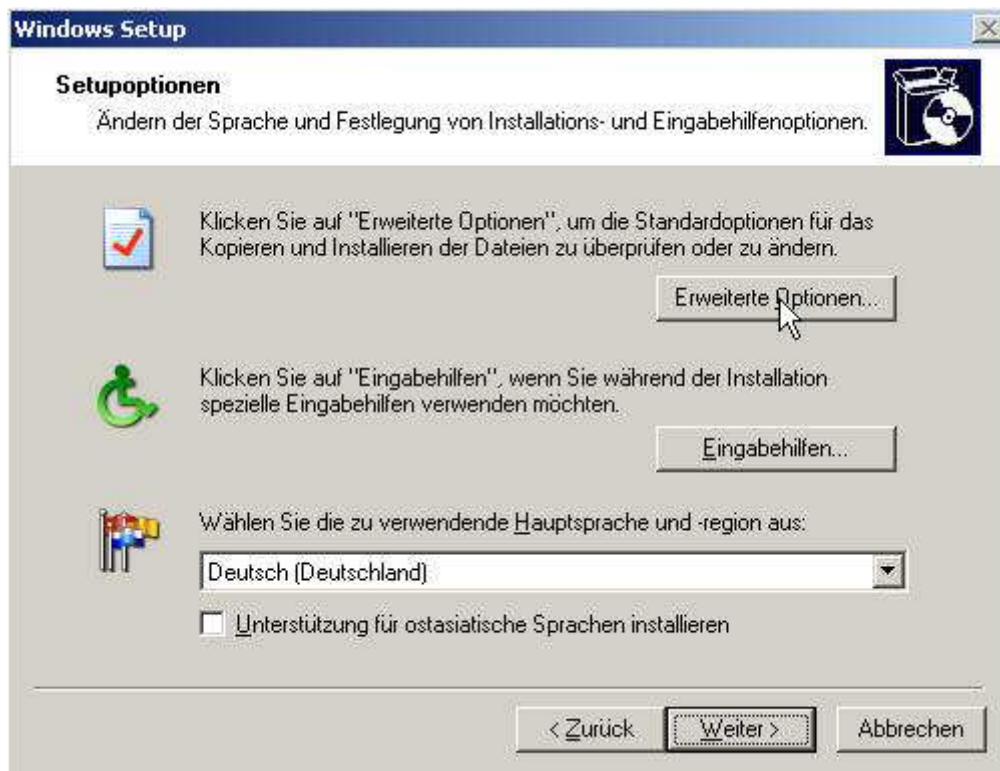 Windows Setup
Setupoptionen
Ändern der Sprache und Festlegung von Installations- und Eingabehilfenoptionen.
Klicken Sie auf "Erweiterte Optionen", um die Standardoptionen für das
Kopieren und Installieren der Dateien zu überprüfen oder zu ändern.
Erweiterte Optionen...
Klicken Sie auf "Eingabehilfen", wenn Sie während der Installation
spezielle Eingabehilfen verwenden möchten.
Eingabehilfen...
Wählen Sie die zu verwendende Hauptsprache und -region aus:
Deutsch (Deutschland)
Unterstützung für ostasiatische Sprachen installieren
< Zurück
Weiter >
Abbrechen